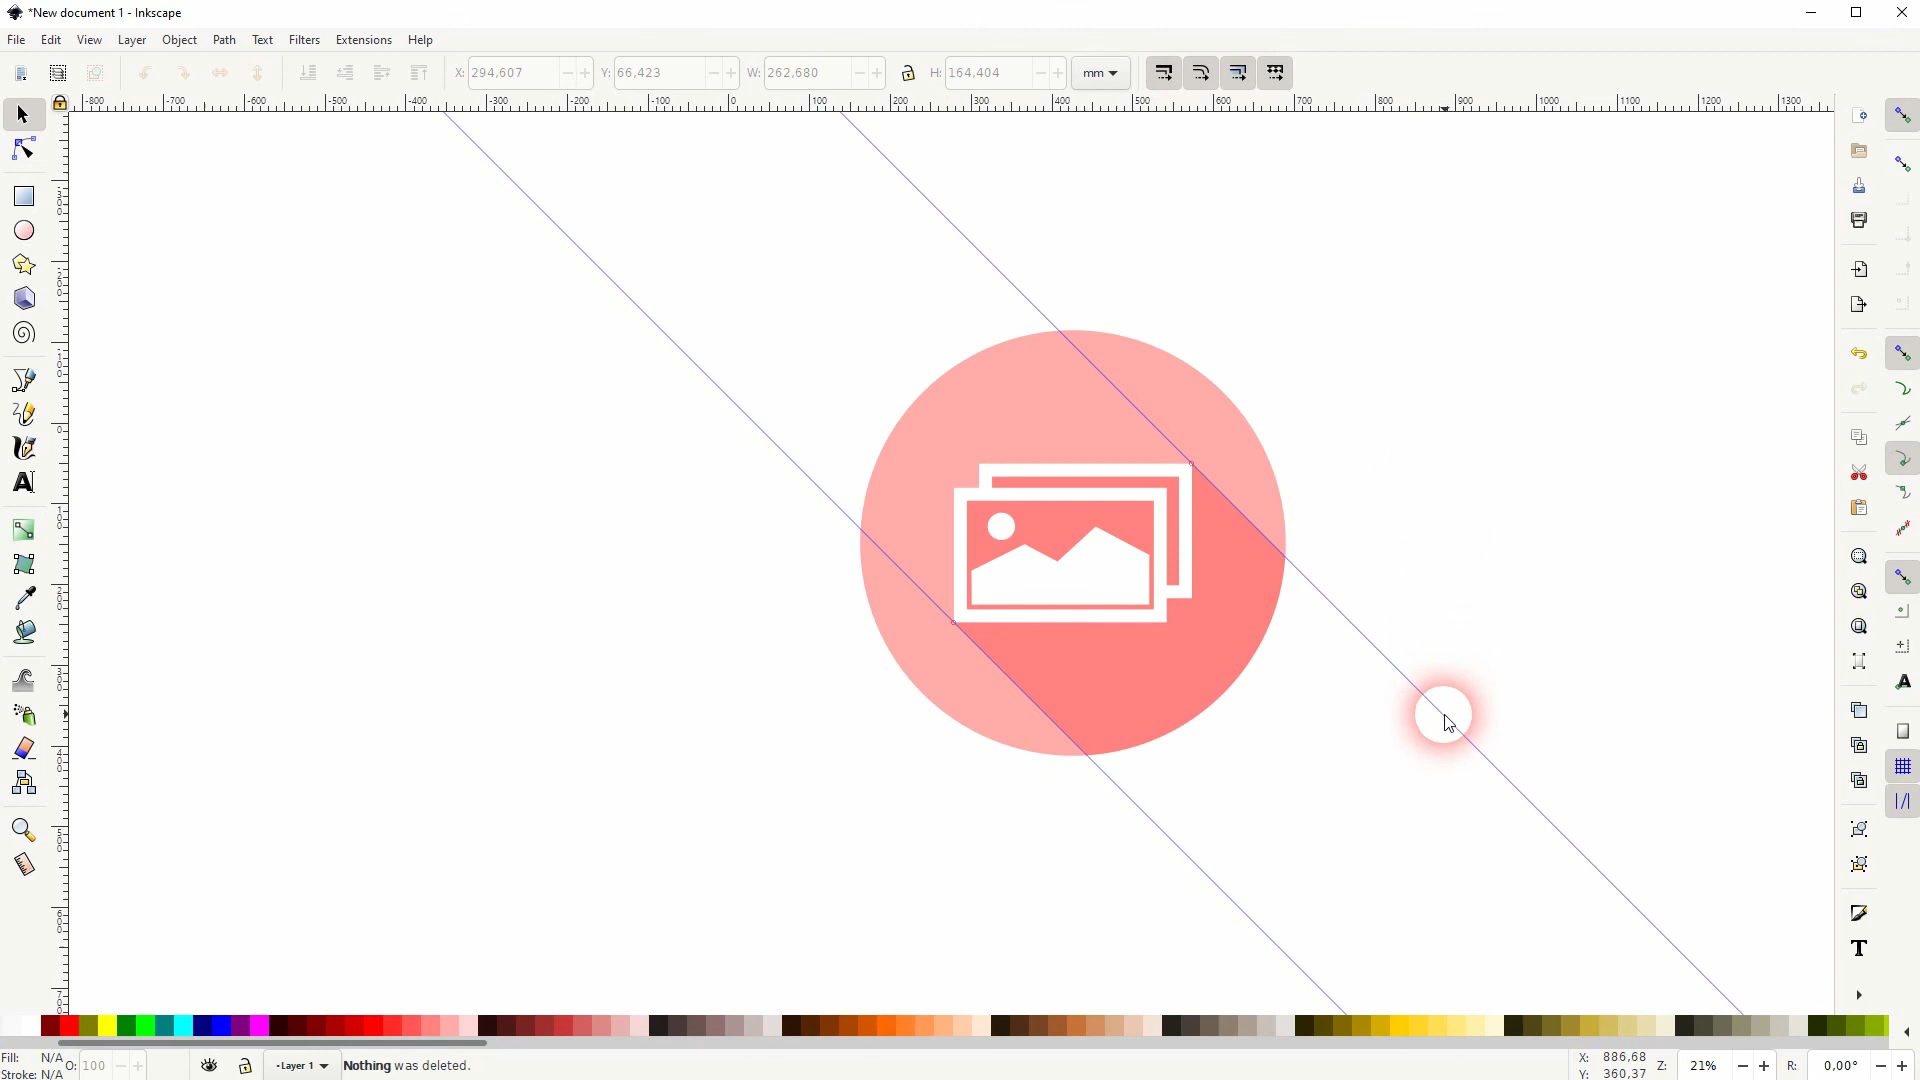 *New document 1 - Inkscape
File Edit View Layer Object Path Text Filters Extensions Help
X: 294,607 Y: 66,423 W: 262,680 H: 164,404 mm
-800 -700 -600 -500 -400 -300 -200 -100 0 100 200 300 400 500 600 700 800 900 1000 1100 1200 1300
Fill: N/A O: 100 Layer 1 Nothing was deleted. X: 886,68 Z: 21% R: 0,00°
Stroke: N/A Y: 360,37